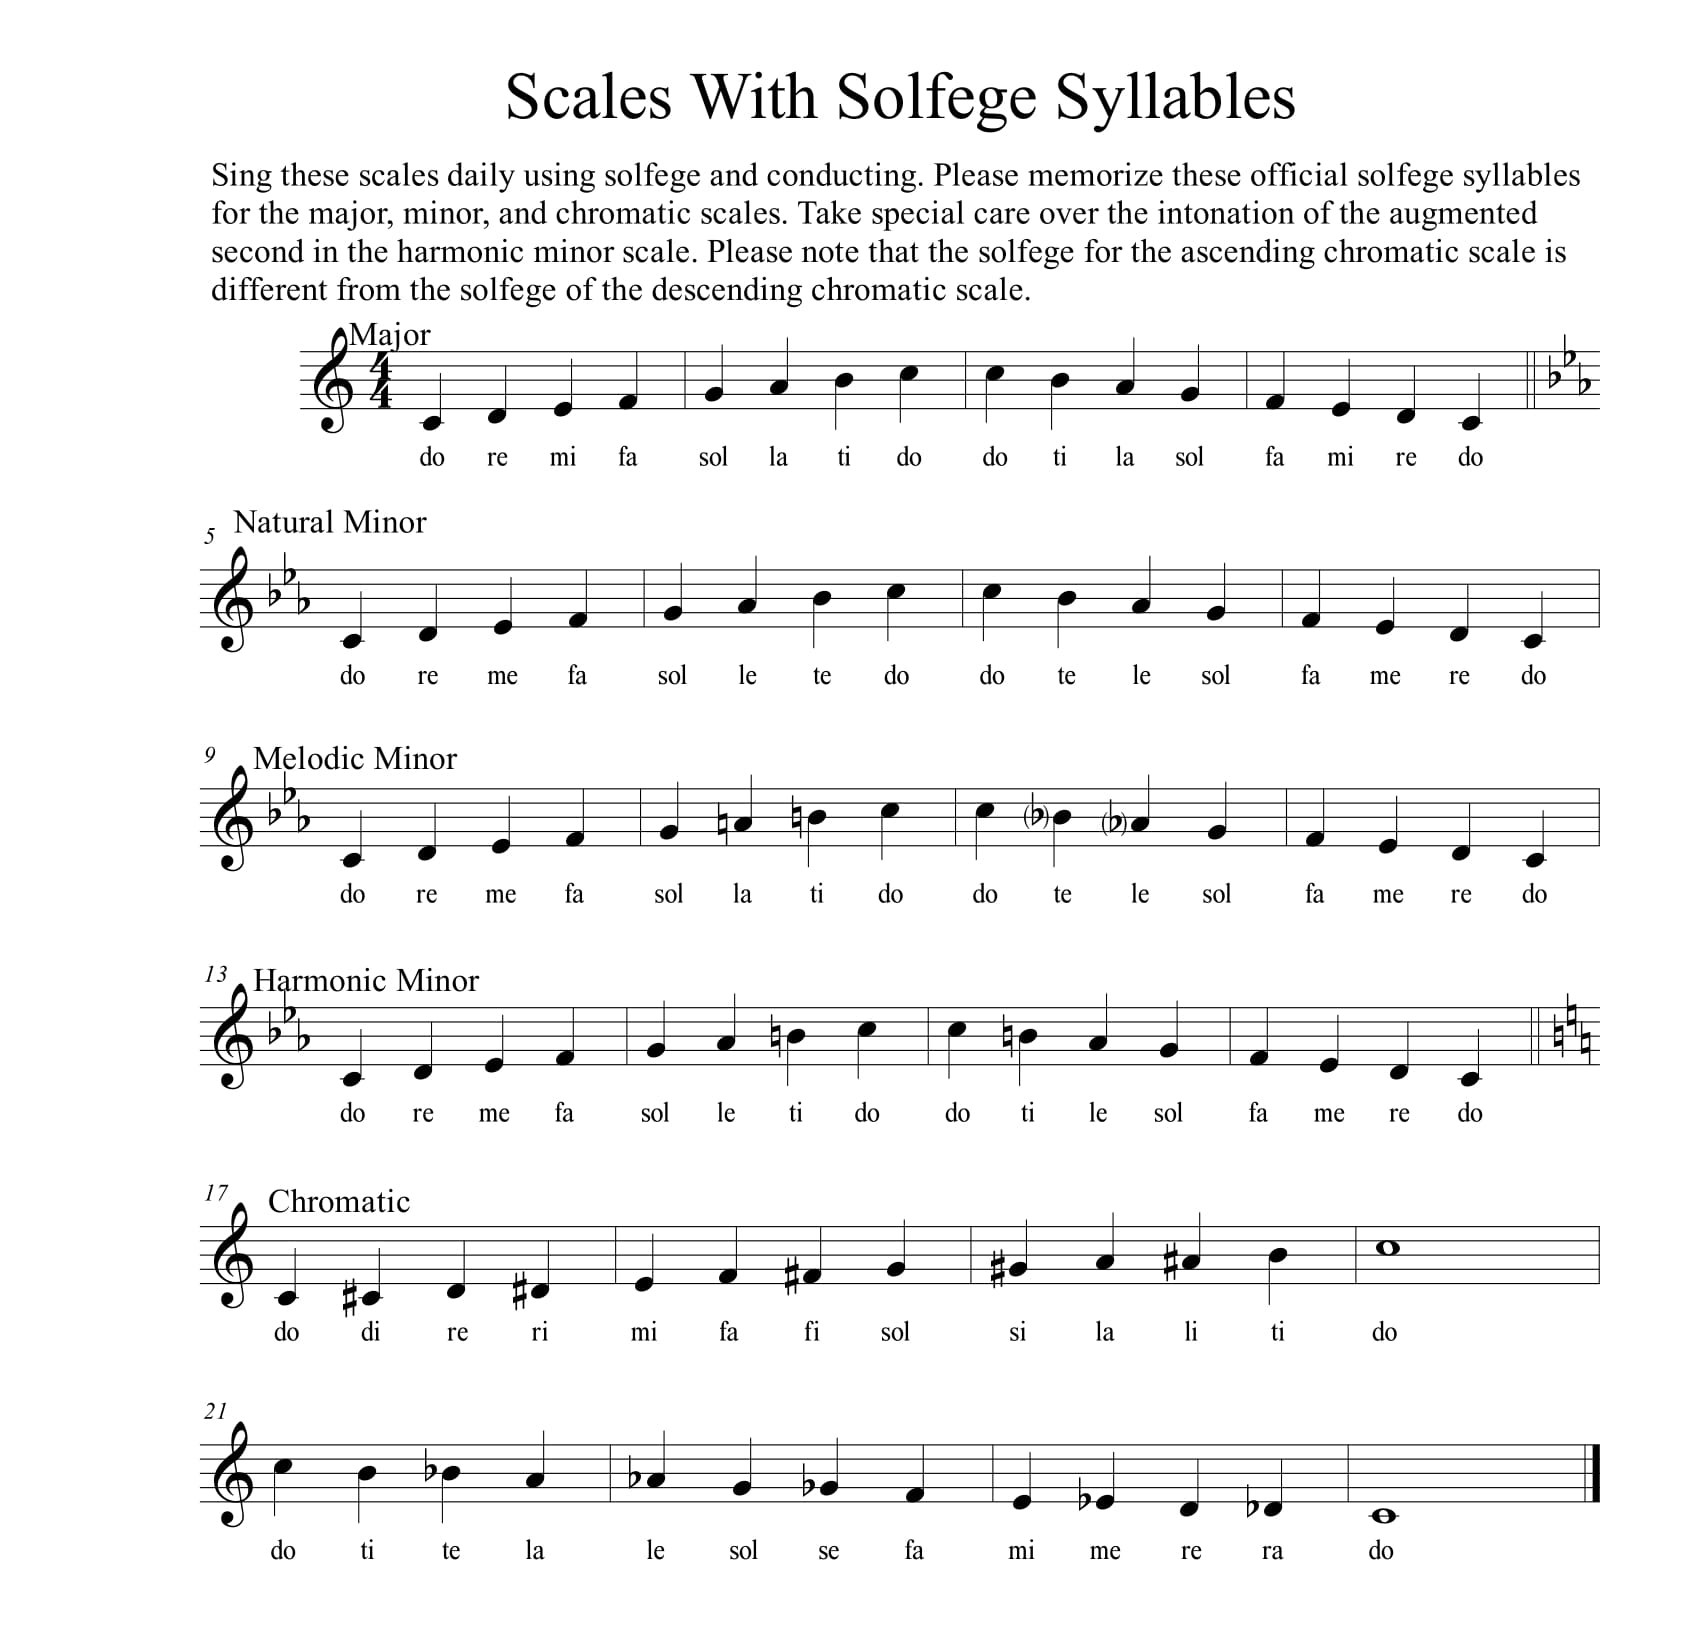 Scales With Solfege Syllables
Sing these scales daily using solfege and conducting. Please memorize these official solfege syllables
for the major, minor, and chromatic scales. Take special care over the intonation of the augmented
second in the harmonic minor scale. Please note that the solfege for the ascending chromatic scale is
different from the solfege of the descending chromatic scale.
Major
4
4
do re mi fa sol la ti do do ti la sol fa mi re do
5 Natural Minor
do re me fa sol le te do do te le sol fa me re do
9 Melodic Minor
do re me fa sol la ti do do te le sol fa me re do
13 Harmonic Minor
do re me fa sol le ti do do ti le sol fa me re do
17 Chromatic
do di re ri mi fa fi sol si la li ti do
21
do ti te la le sol se fa mi me re ra do